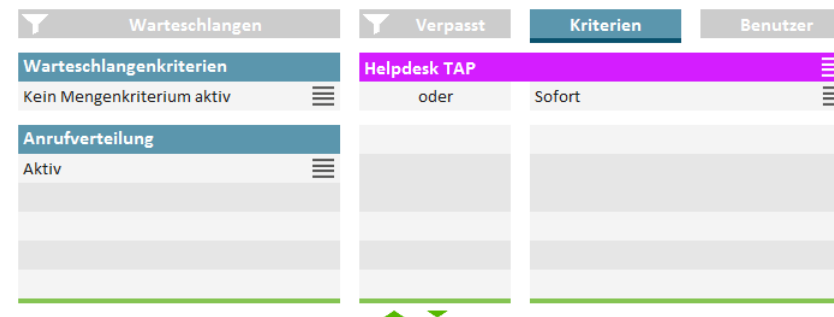 Warteschlangen
Verpasst
Kriterien
Benutzer
Warteschlangenkriterien
Helpdesk TAP
Kein Mengenkriterium aktiv
oder
Sofort
Anrufverteilung
Aktiv